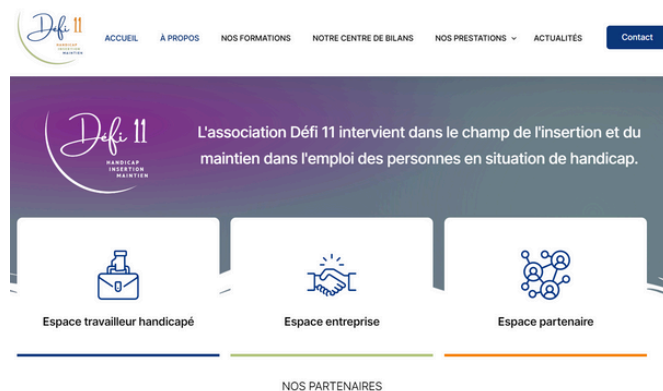 Défi 11
HANDICAP
INSERTION
MAINTIEN
ACCUEIL
À PROPOS
NOS FORMATIONS
NOTRE CENTRE DE BILANS
NOS PRESTATIONS
ACTUALITÉS
Contact
Défi 11
HANDICAP
INSERTION
MAINTIEN
L'association Défi 11 intervient dans le champ de l'insertion et du
maintien dans l'emploi des personnes en situation de handicap.
Espace travailleur handicapé
Espace entreprise
Espace partenaire
NOS PARTENAIRES